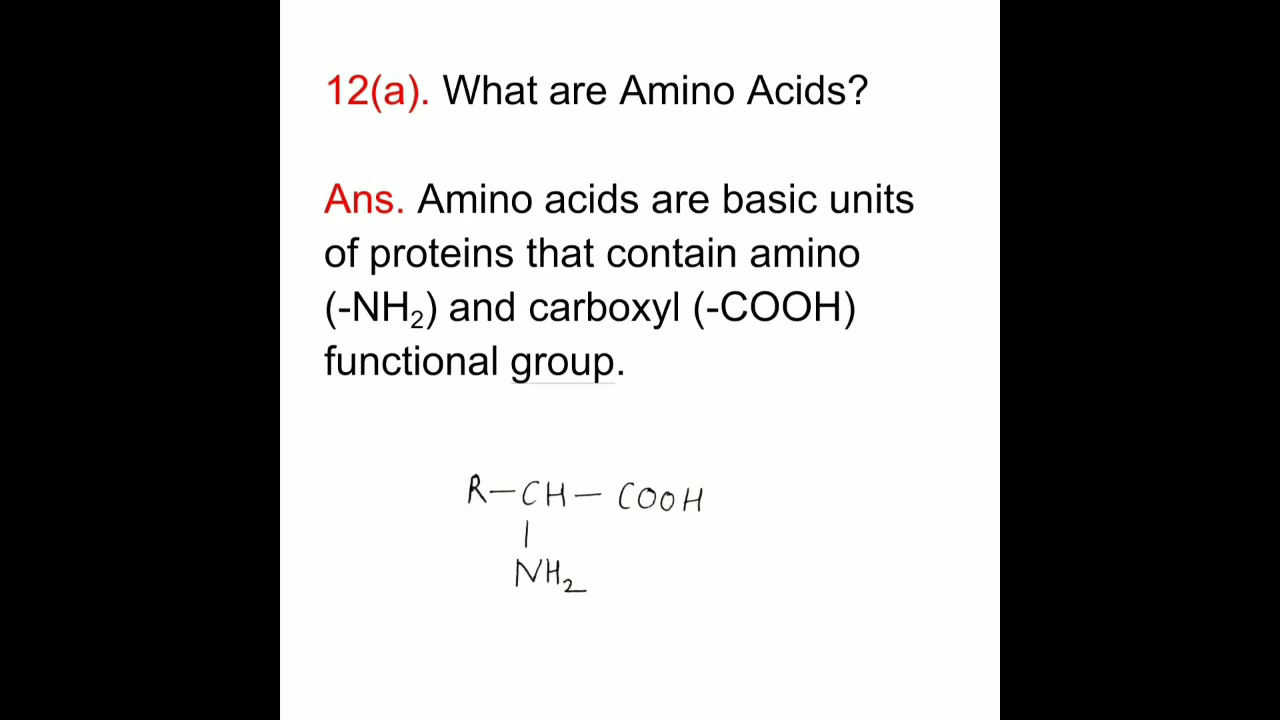 12(a). What are Amino Acids?
Ans. Amino acids are basic units
of proteins that contain amino
(-NH₂) and carboxyl (-COOH)
functional group.
R—CH—COOH
|
NH₂